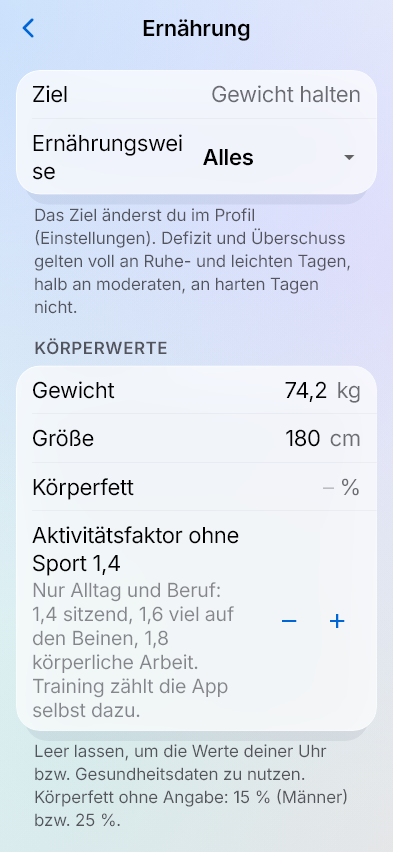 Ernährung
Ziel Gewicht halten
Ernährungswei
se Alles
Das Ziel änderst du im Profil
(Einstellungen). Defizit und Überschuss
gelten voll an Ruhe- und leichten Tagen,
halb an moderaten, an harten Tagen
nicht.
KÖRPERWERTE
Gewicht 74,2 kg
Größe 180 cm
Körperfett – %
Aktivitätsfaktor ohne
Sport 1,4
Nur Alltag und Beruf:
1,4 sitzend, 1,6 viel auf
den Beinen, 1,8
körperliche Arbeit.
Training zählt die App
selbst dazu.
− +
Leer lassen, um die Werte deiner Uhr
bzw. Gesundheitsdaten zu nutzen.
Körperfett ohne Angabe: 15 % (Männer)
bzw. 25 %.